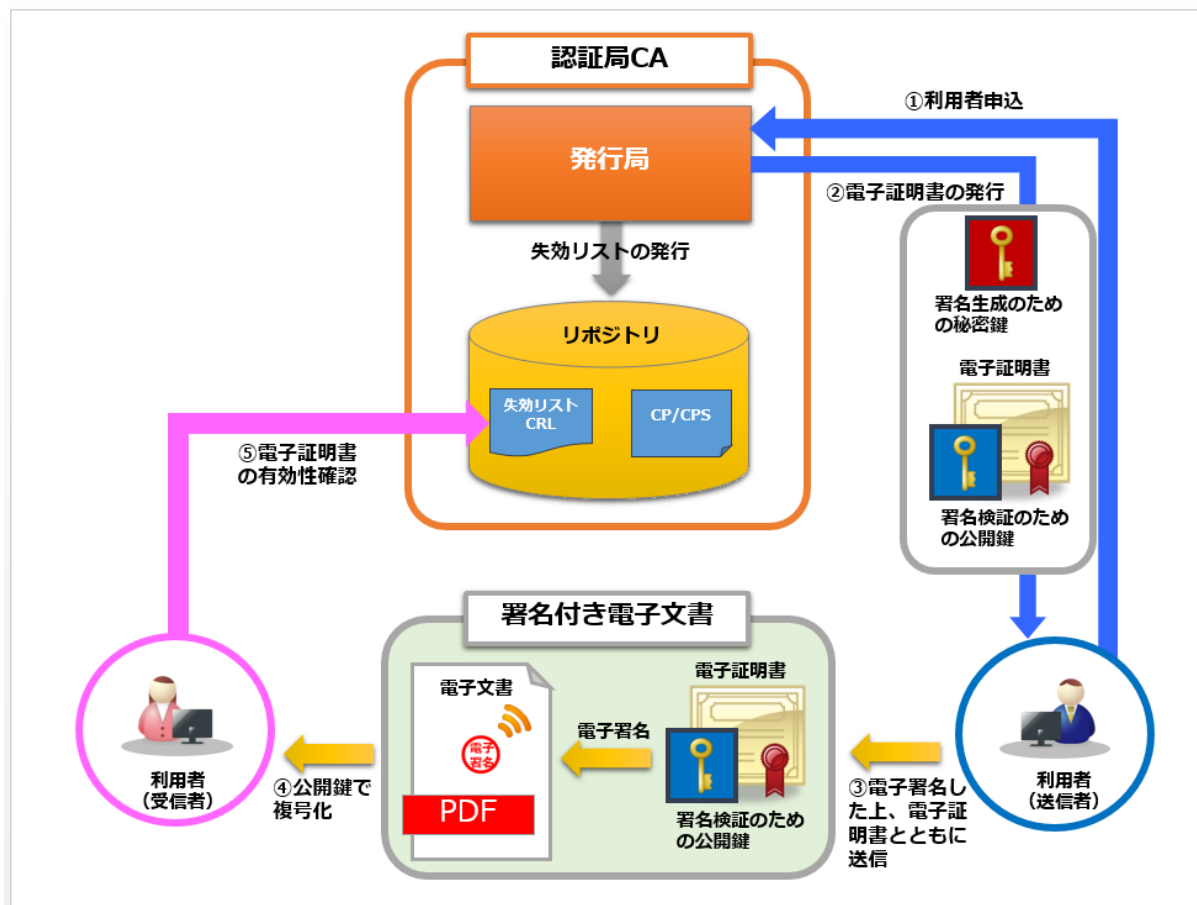 認証局CA
①利用者申込
発行局
②電子証明書の発行
失効リストの発行
署名生成のため
の秘密鍵
リポジトリ
電子証明書
失効リスト
CRL
CP/CPS
⑤電子証明書
の有効性確認
署名検証のため
の公開鍵
署名付き電子文書
電子文書
電子証明書
電子署名
電子
署名
PDF
署名検証のため
の公開鍵
④公開鍵で
複号化
利用者
（受信者）
利用者
（送信者）
③電子署名し
た上、電子証
明書とともに
送信